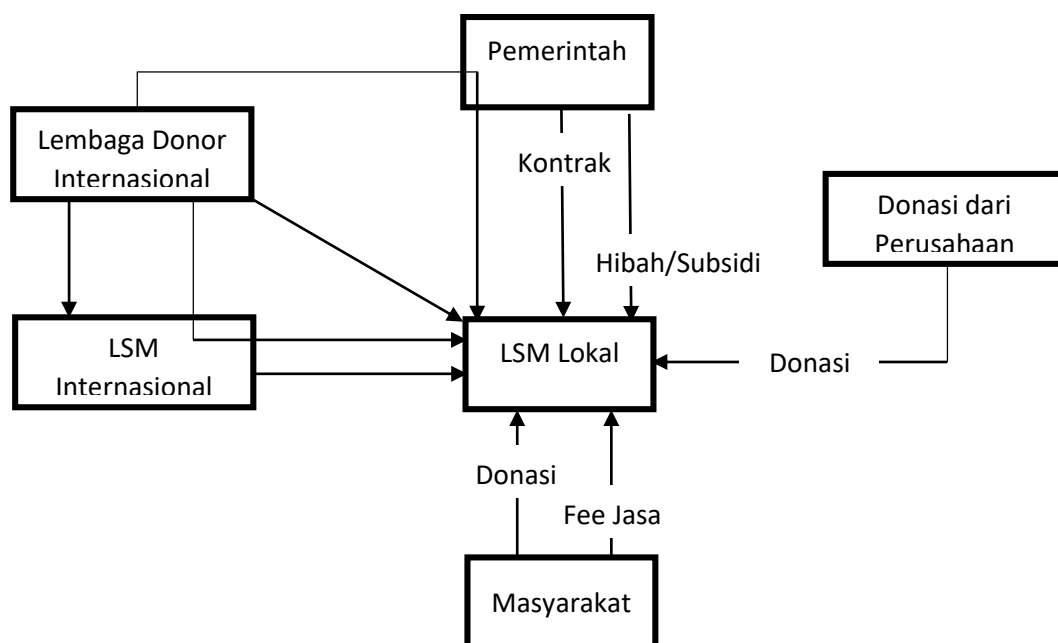 Pemerintah
Lembaga Donor
Internasional
Kontrak
Donasi dari
Perusahaan
Hibah/Subsidi
LSM
Internasional
LSM Lokal
Donasi
Donasi
Fee Jasa
Masyarakat